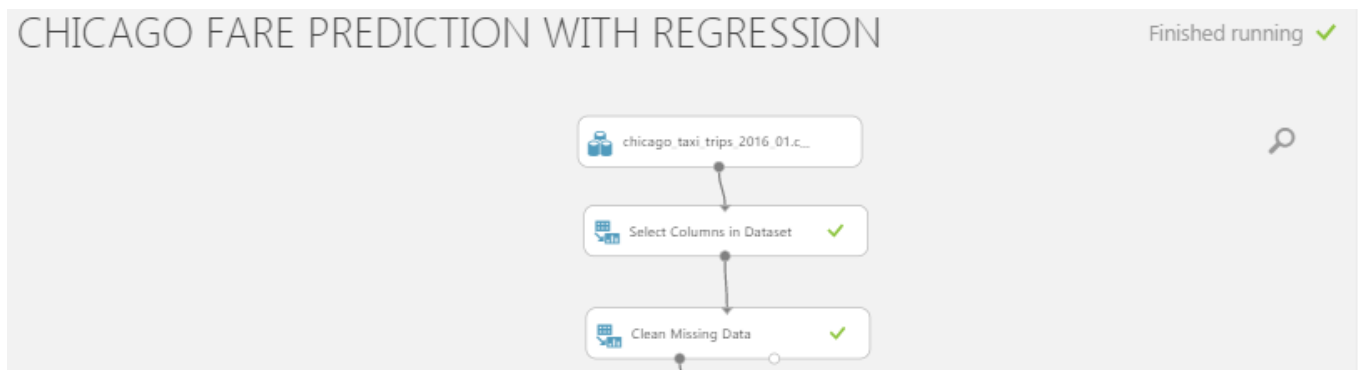 CHICAGO FARE PREDICTION WITH REGRESSION
Finished running
chicago_taxi_trips_2016_01.c...
Select Columns in Dataset
Clean Missing Data